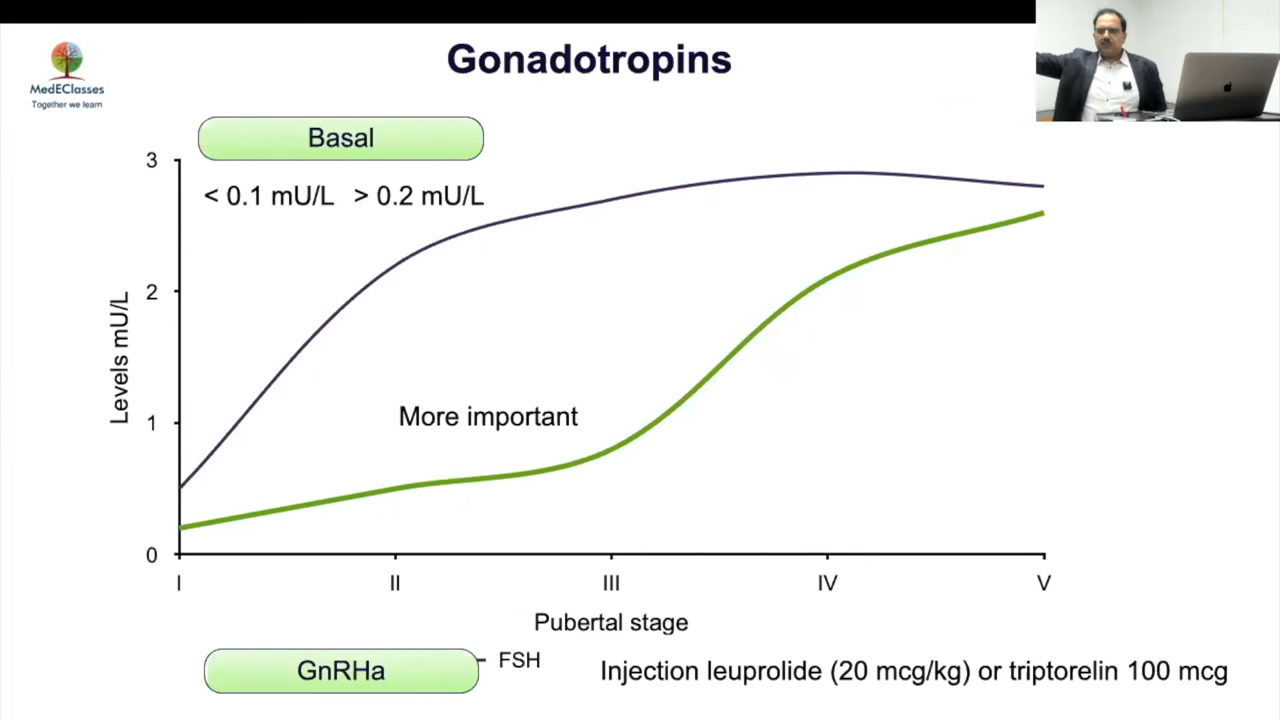 Gonadotropins
MedEClasses
Together we learn
Basal
< 0.1 mU/L > 0.2 mU/L
3
2
1
0
Levels mU/L
More important
I II III IV V
Pubertal stage
GnRHa
FSH
Injection leuprolide (20 mcg/kg) or triptorelin 100 mcg